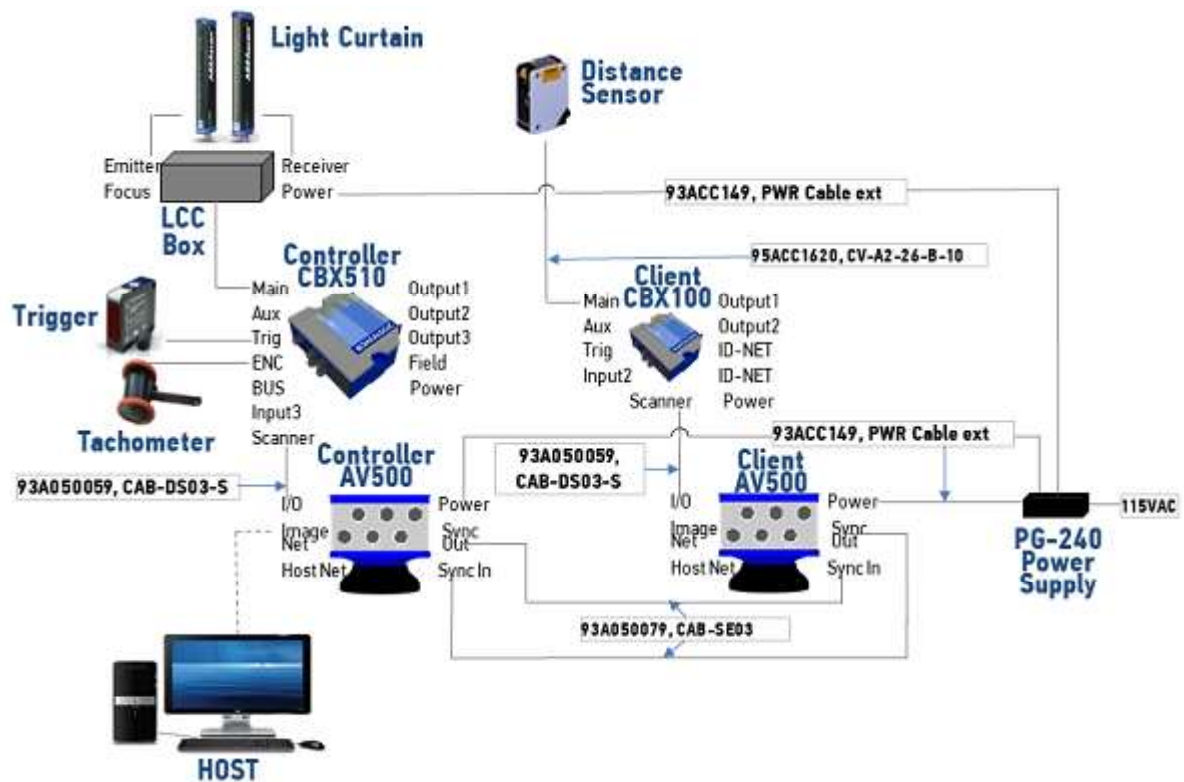 Light Curtain
Distance
Sensor
Emitter
Receiver
Focus
Power
LCC
Box
93ACC149, PWR Cable ext
95ACC1620, CV-A2-26-B-10
Controller
CBX510
Main
Output1
Aux
Output2
Trig
Output3
ENC
Field
BUS
Power
Input3
Scanner
Client
CBX100
Main
Output1
Aux
Output2
Trig
ID-NET
Input2
ID-NET
Scanner
Power
Trigger
Tachometer
93A050059, CAB-DS03-S
Controller
AV500
I/O
Power
Image
Net
Sync
Out
Host Net
Sync In
93A050059,
CAB-DS03-S
93ACC149, PWR Cable ext
Client
AV500
I/O
Power
Image
Net
Sync
Out
Host Net
Sync In
115VAC
PG-240
Power
Supply
93A050079, CAB-SE03
HOST